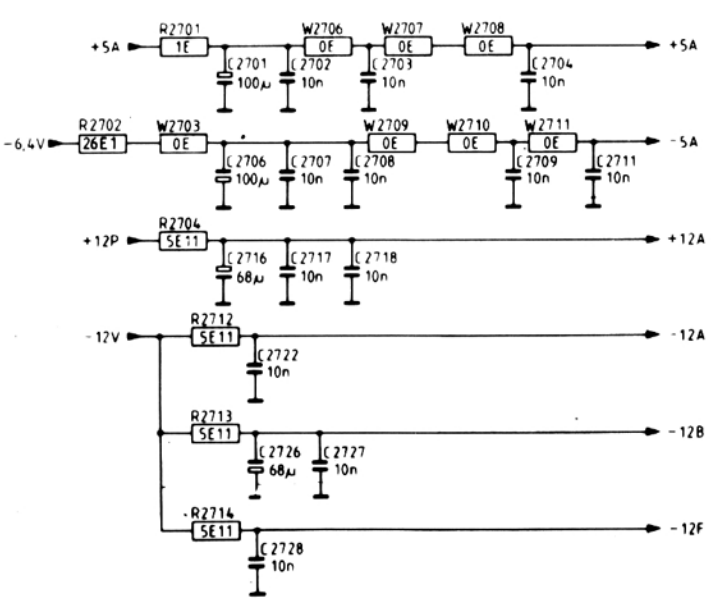 R2701 W2706 W2707 W2708
+5A 1E 0E 0E 0E +5A
C2701 C2702 C2703 C2704
100µ 10n 10n 10n
R2702 W2703 W2709 W2710 W2711
-6,4V 26E1 0E 0E 0E 0E -5A
C2706 C2707 C2708 C2709 C2711
100µ 10n 10n 10n 10n
R2704
+12P 5E11 +12A
C2716 C2717 C2718
68µ 10n 10n
R2712
-12V 5E11 -12A
C2722
10n
R2713
5E11 -12B
C2726 C2727
68µ 10n
R2714
5E11 -12F
C2728
10n